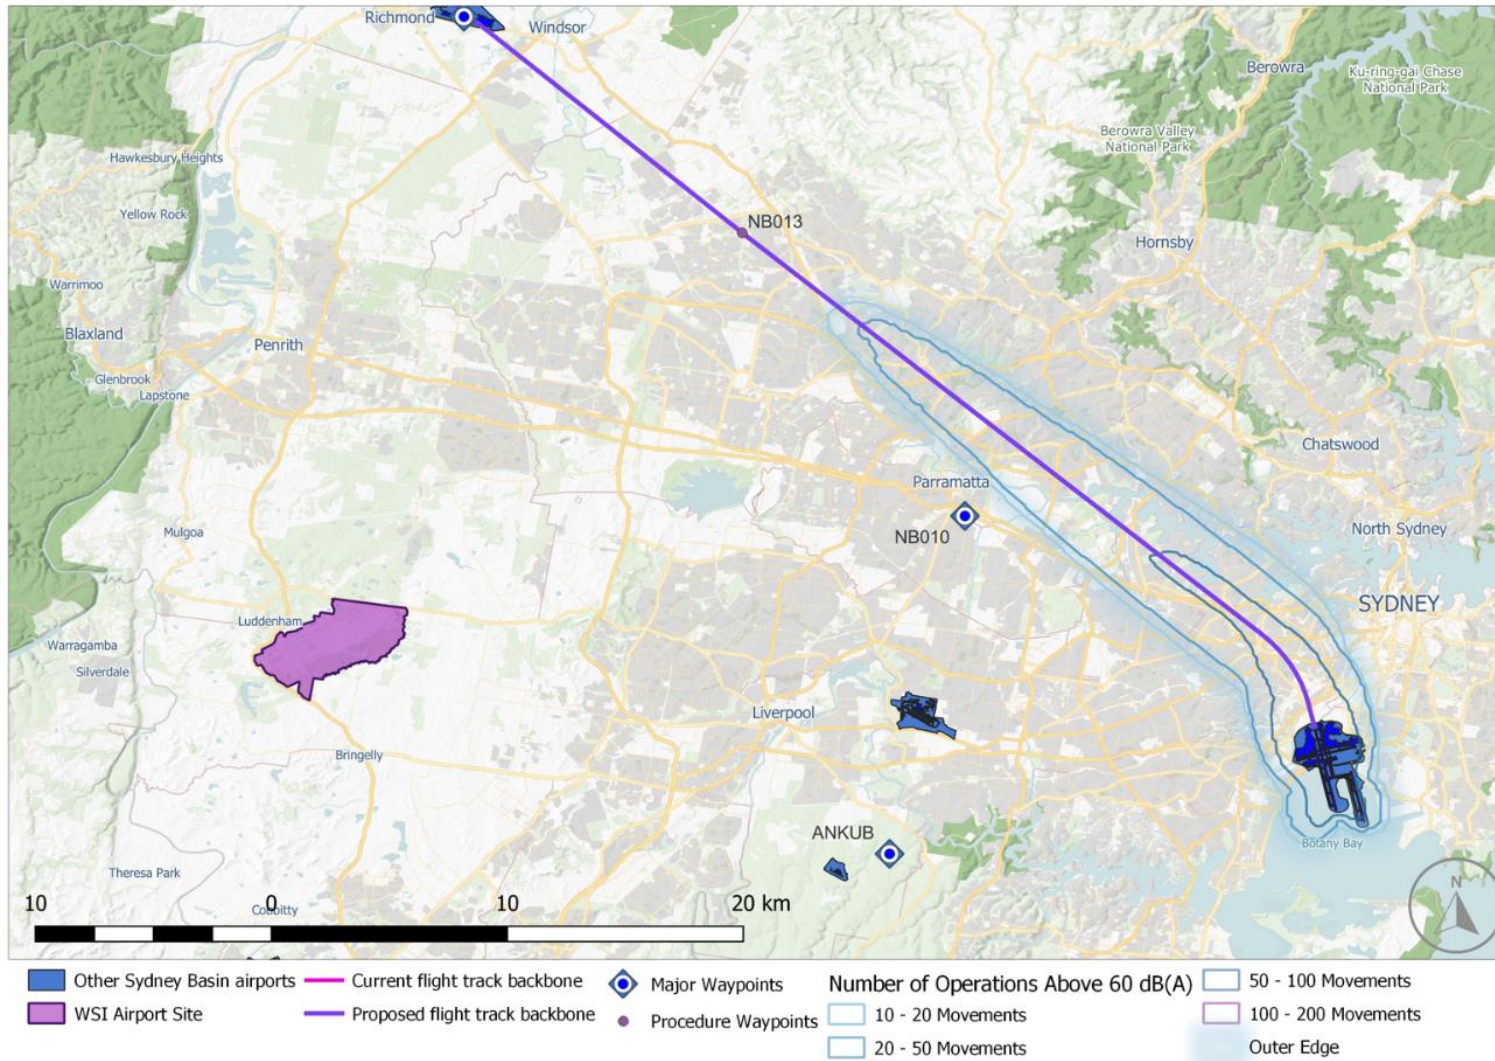 Richmond
Windsor
Berowra
Ku-ring-gai Chase
National Park
Berowra Valley
National Park
Hawkesbury Heights
Yellow Rock
NB013
Hornsby
Warrimoo
Blaxland
Penrith
Glenbrook
Lapstone
Chatswood
Parramatta
Mulgoa
NB010
North Sydney
SYDNEY
Luddenham
Warragamba
Silverdale
Liverpool
Bringelly
ANKUB
Botany Bay
Theresa Park
N
10 0 10 20 km
Cobbitty
Other Sydney Basin airports
WSI Airport Site
Current flight track backbone
Proposed flight track backbone
Major Waypoints
Procedure Waypoints
Number of Operations Above 60 dB(A)
10 - 20 Movements
20 - 50 Movements
50 - 100 Movements
100 - 200 Movements
Outer Edge